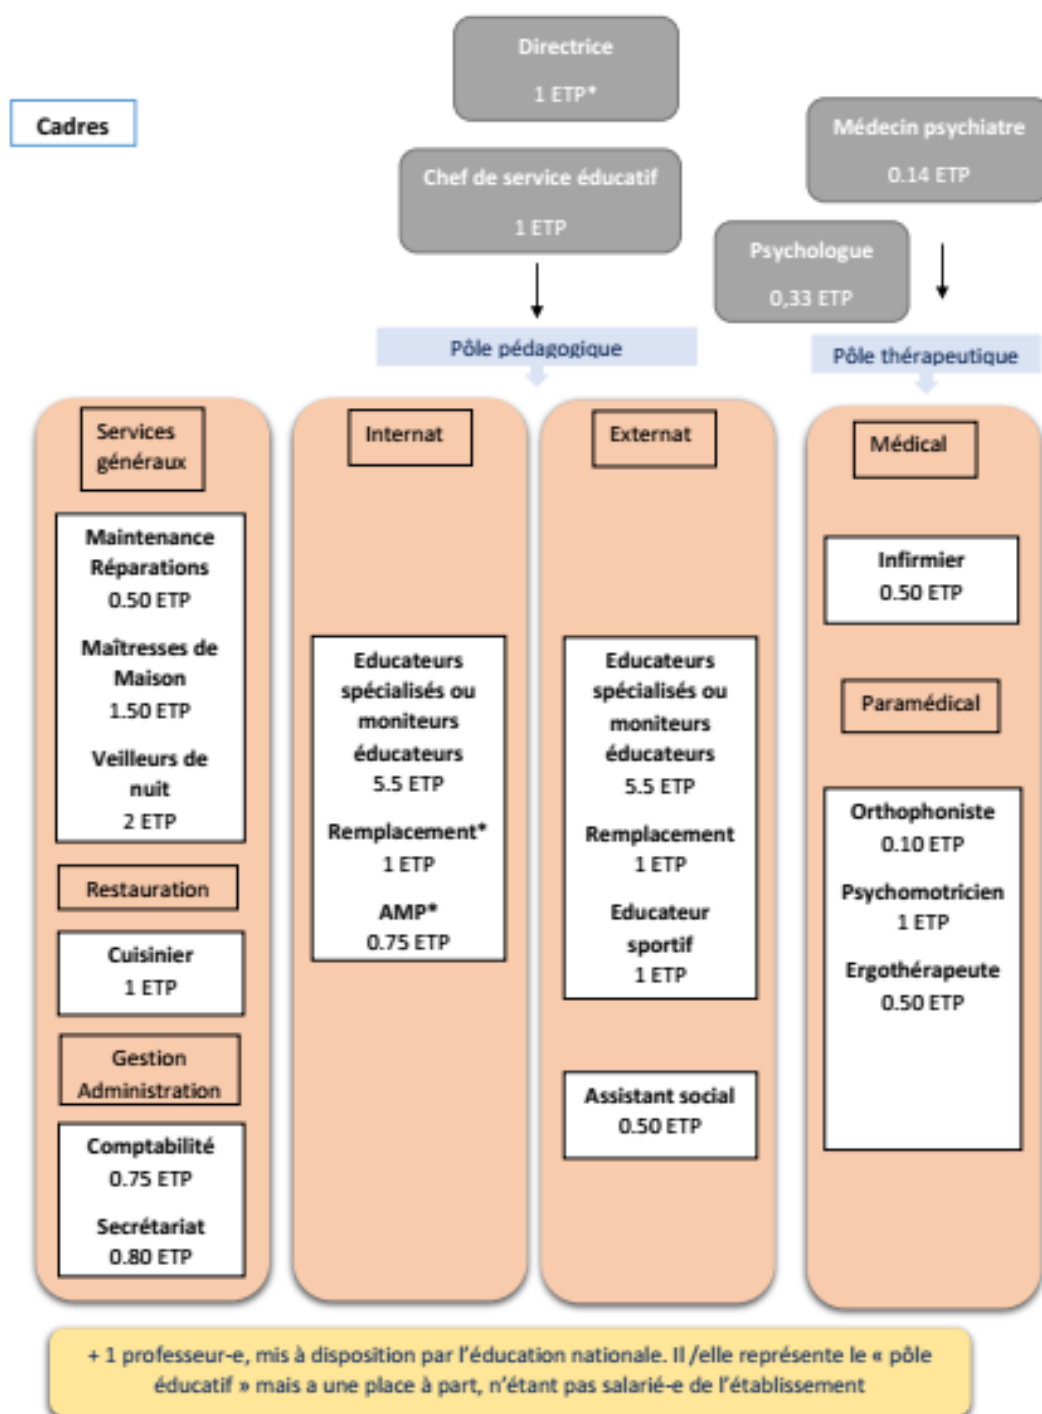 Directrice
1 ETP*
Cadres
Médecin psychiatre
0.14 ETP
Chef de service éducatif
1 ETP
Psychologue
0,33 ETP
Pôle pédagogique
Pôle thérapeutique
Services
généraux
Maintenance
Réparations
0.50 ETP
Maîtresses de
Maison
1.50 ETP
Veilleurs de
nuit
2 ETP
Restauration
Cuisinier
1 ETP
Gestion
Administration
Comptabilité
0.75 ETP
Secrétariat
0.80 ETP
Internat
Educateurs
spécialisés ou
moniteurs
éducateurs
5.5 ETP
Remplacement*
1 ETP
AMP*
0.75 ETP
Externat
Educateurs
spécialisés ou
moniteurs
éducateurs
5.5 ETP
Remplacement
1 ETP
Educateur
sportif
1 ETP
Assistant social
0.50 ETP
Médical
Infirmier
0.50 ETP
Paramédical
Orthophoniste
0.10 ETP
Psychomotricien
1 ETP
Ergothérapeute
0.50 ETP
+ 1 professeur-e, mis à disposition par l'éducation nationale. Il /elle représente le « pôle
éducatif » mais a une place à part, n'étant pas salarié-e de l'établissement